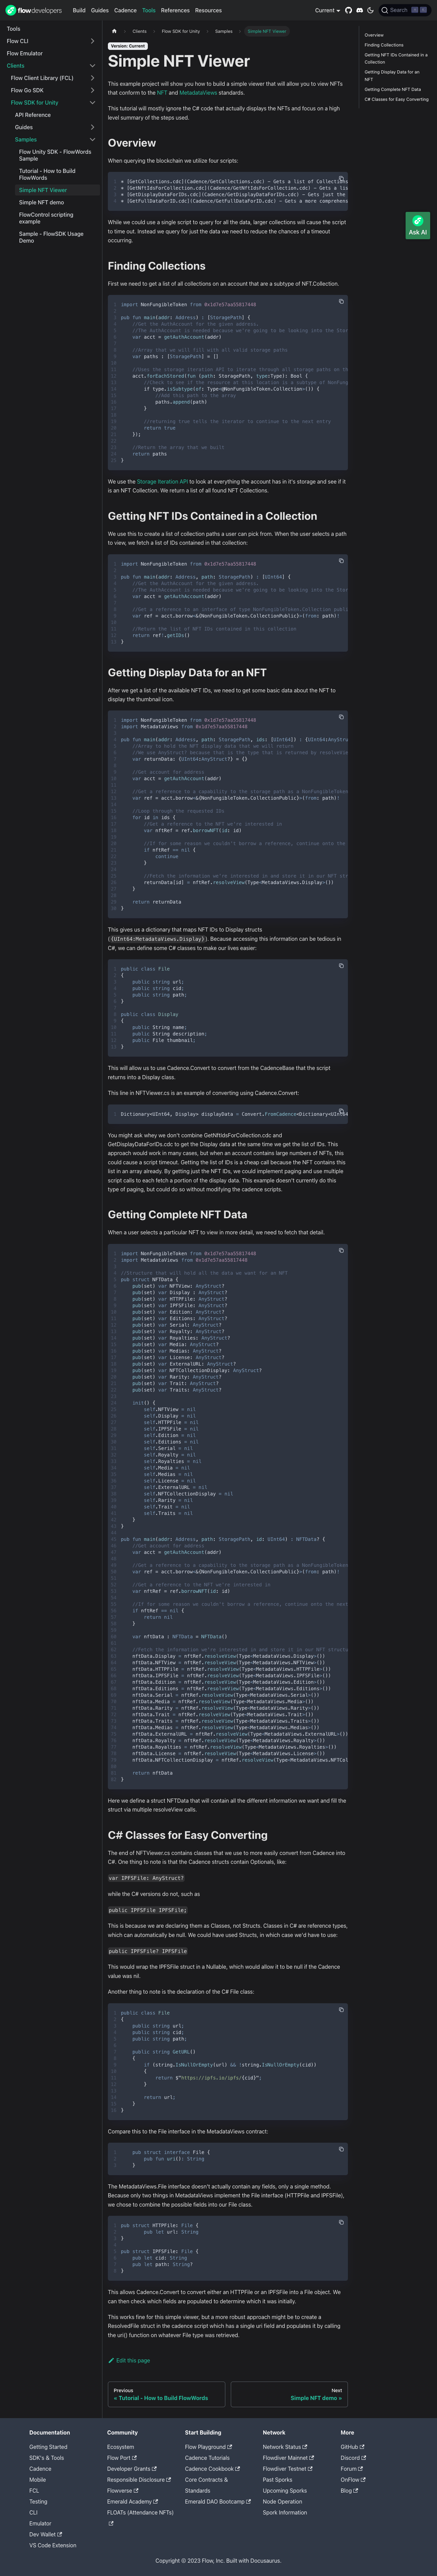 flow developers
Build
Guides
Cadence
Tools
References
Resources
Current
Search
Tools
Flow CLI
Flow Emulator
Clients
Flow Client Library (FCL)
Flow Go SDK
Flow SDK for Unity
API Reference
Guides
Samples
Flow Unity SDK - FlowWords
Sample
Tutorial - How to Build
FlowWords
Simple NFT Viewer
Simple NFT demo
FlowControl scripting
example
Sample - FlowSDK Usage
Demo
Clients
Flow SDK for Unity
Samples
Simple NFT Viewer
Version: Current
Simple NFT Viewer
This example project will show you how to build a simple viewer that will allow you to view NFTs
that conform to the NFT and MetadataViews standards.
This tutorial will mostly ignore the C# code that actually displays the NFTs and focus on a high
level summary of the steps used.
Overview
When querying the blockchain we utilize four scripts:
* [GetCollections.cdc](Cadence/GetCollections.cdc) - Gets a list of Collections
* [GetNftIdsForCollection.cdc](Cadence/GetNftIdsForCollection.cdc) - Gets a li
* [GetDisplayDataForIDs.cdc](Cadence/GetDisplayDataForIDs.cdc) - Gets just the
* [GetFullDataForID.cdc](Cadence/GetFullDataForID.cdc) - Gets a more comprehens
While we could use a single script to query for all the data, larger collections will cause the script
to time out. Instead we query for just the data we need to reduce the chances of a timeout
occurring.
Finding Collections
First we need to get a list of all collections on an account that are a subtype of NFT.Collection.
import NonFungibleToken from 0x1d7e57aa55817448
pub fun main(addr: Address) : [StoragePath] {
//Get the AuthAccount for the given address.
//The AuthAccount is needed because we're going to be looking into the Stor
var acct = getAuthAccount(addr)
//Array that we will fill with all valid storage paths
var paths : [StoragePath] = []
//Uses the storage iteration API to iterate through all storage paths on th
acct.forEachStored(fun (path: StoragePath, type:Type): Bool {
//Check to see if the resource at this location is a subtype of NonFung
if type.isSubtype(of: Type<@NonFungibleToken.Collection>()) {
//Add this path to the array
paths.append(path)
}
//returning true tells the iterator to continue to the next entry
return true
});
//Return the array that we built
return paths
}
We use the Storage Iteration API to look at everything the account has in it's storage and see if it
is an NFT Collection. We return a list of all found NFT Collections.
Getting NFT IDs Contained in a Collection
We use this to create a list of collection paths a user can pick from. When the user selects a path
to view, we fetch a list of IDs contained in that collection:
import NonFungibleToken from 0x1d7e57aa55817448
pub fun main(addr: Address, path: StoragePath) : [UInt64] {
//Get the AuthAccount for the given address.
//The AuthAccount is needed because we're going to be looking into the Stor
var acct = getAuthAccount(addr)
//Get a reference to an interface of type NonFungibleToken.Collection publi
var ref = acct.borrow<&{NonFungibleToken.CollectionPublic}>(from: path)!
//Return the list of NFT IDs contained in this collection
return ref!.getIDs()
}
Getting Display Data for an NFT
After we get a list of the available NFT IDs, we need to get some basic data about the NFT to
display the thumbnail icon.
import NonFungibleToken from 0x1d7e57aa55817448
import MetadataViews from 0x1d7e57aa55817448
pub fun main(addr: Address, path: StoragePath, ids: [UInt64]) : {UInt64:AnyStruc
//Array to hold the NFT display data that we will return
//We use AnyStruct? because that is the type that is returned by resolveVie
var returnData: {UInt64:AnyStruct?} = {}
//Get account for address
var acct = getAuthAccount(addr)
//Get a reference to a capability to the storage path as a NonFungibleToken
var ref = acct.borrow<&{NonFungibleToken.CollectionPublic}>(from: path)!
//Loop through the requested IDs
for id in ids {
//Get a reference to the NFT we're interested in
var nftRef = ref.borrowNFT(id: id)
//If for some reason we couldn't borrow a reference, continue onto the
if nftRef == nil {
continue
}
//Fetch the information we're interested in and store it in our NFT str
returnData[id] = nftRef.resolveView(Type<MetadataViews.Display>())
}
return returnData
}
This gives us a dictionary that maps NFT IDs to Display structs
({UInt64:MetadataViews.Display}). Because accessing this information can be tedious in
C#, we can define some C# classes to make our lives easier:
public class File
{
public string url;
public string cid;
public string path;
}
public class Display
{
public String name;
public String description;
public File thumbnail;
}
This will allow us to use Cadence.Convert to convert from the CadenceBase that the script
returns into a Display class.
This line in NFTViewer.cs is an example of converting using Cadence.Convert:
Dictionary<UInt64, Display> displayData = Convert.FromCadence<Dictionary<UInt64
You might ask whey we don't combine GetNftIdsForCollection.cdc and
GetDisplayDataForIDs.cdc to get the Display data at the same time we get the list of IDs. This
approach would work in many cases, but when an account contains large numbers of NFTs, this
could cause a script timeout. Getting the list of IDs is a cheap call because the NFT contains this
list in an array already. By getting just the NFT IDs, we could implement paging and use multiple
script calls to each fetch a portion of the display data. This example doesn't currently do this
type of paging, but could do so without modifying the cadence scripts.
Getting Complete NFT Data
When a user selects a particular NFT to view in more detail, we need to fetch that detail.
import NonFungibleToken from 0x1d7e57aa55817448
import MetadataViews from 0x1d7e57aa55817448
//Structure that will hold all the data we want for an NFT
pub struct NFTData {
pub(set) var NFTView: AnyStruct?
pub(set) var Display : AnyStruct?
pub(set) var HTTPFile: AnyStruct?
pub(set) var IPFSFile: AnyStruct?
pub(set) var Edition: AnyStruct?
pub(set) var Editions: AnyStruct?
pub(set) var Serial: AnyStruct?
pub(set) var Royalty: AnyStruct?
pub(set) var Royalties: AnyStruct?
pub(set) var Media: AnyStruct?
pub(set) var Medias: AnyStruct?
pub(set) var License: AnyStruct?
pub(set) var ExternalURL: AnyStruct?
pub(set) var NFTCollectionDisplay: AnyStruct?
pub(set) var Rarity: AnyStruct?
pub(set) var Trait: AnyStruct?
pub(set) var Traits: AnyStruct?
init() {
self.NFTView = nil
self.Display = nil
self.HTTPFile = nil
self.IPFSFile = nil
self.Edition = nil
self.Editions = nil
self.Serial = nil
self.Royalty = nil
self.Royalties = nil
self.Media = nil
self.Medias = nil
self.License = nil
self.ExternalURL = nil
self.NFTCollectionDisplay = nil
self.Rarity = nil
self.Trait = nil
self.Traits = nil
}
}
pub fun main(addr: Address, path: StoragePath, id: UInt64) : NFTData? {
//Get account for address
var acct = getAuthAccount(addr)
//Get a reference to a capability to the storage path as a NonFungibleToken
var ref = acct.borrow<&{NonFungibleToken.CollectionPublic}>(from: path)!
//Get a reference to the NFT we're interested in
var nftRef = ref.borrowNFT(id: id)
//If for some reason we couldn't borrow a reference, continue onto the next
if nftRef == nil {
return nil
}
var nftData : NFTData = NFTData()
//Fetch the information we're interested in and store it in our NFT structu
nftData.Display = nftRef.resolveView(Type<MetadataViews.Display>())
nftData.NFTView = nftRef.resolveView(Type<MetadataViews.NFTView>())
nftData.HTTPFile = nftRef.resolveView(Type<MetadataViews.HTTPFile>())
nftData.IPFSFile = nftRef.resolveView(Type<MetadataViews.IPFSFile>())
nftData.Edition = nftRef.resolveView(Type<MetadataViews.Edition>())
nftData.Editions = nftRef.resolveView(Type<MetadataViews.Editions>())
nftData.Serial = nftRef.resolveView(Type<MetadataViews.Serial>())
nftData.Media = nftRef.resolveView(Type<MetadataViews.Media>())
nftData.Rarity = nftRef.resolveView(Type<MetadataViews.Rarity>())
nftData.Trait = nftRef.resolveView(Type<MetadataViews.Trait>())
nftData.Traits = nftRef.resolveView(Type<MetadataViews.Traits>())
nftData.Medias = nftRef.resolveView(Type<MetadataViews.Medias>())
nftData.ExternalURL = nftRef.resolveView(Type<MetadataViews.ExternalURL>())
nftData.Royalty = nftRef.resolveView(Type<MetadataViews.Royalty>())
nftData.Royalties = nftRef.resolveView(Type<MetadataViews.Royalties>())
nftData.License = nftRef.resolveView(Type<MetadataViews.License>())
nftData.NFTCollectionDisplay = nftRef.resolveView(Type<MetadataViews.NFTCol
return nftData
}
Here we define a struct NFTData that will contain all the different information we want and fill the
struct via multiple resolveView calls.
C# Classes for Easy Converting
The end of NFTViewer.cs contains classes that we use to more easily convert from Cadence into
C#. One thing to note is that the Cadence structs contain Optionals, like:
var IPFSFile: AnyStruct?
while the C# versions do not, such as
public IPFSFile IPFSFile;
This is because we are declaring them as Classes, not Structs. Classes in C# are reference types,
which can automatically be null. We could have used Structs, in which case we'd have to use:
public IPFSFile? IPFSFile
This would wrap the IPFSFile struct in a Nullable, which would allow it to be null if the Cadence
value was nil.
Another thing to note is the declaration of the C# File class:
public class File
{
public string url;
public string cid;
public string path;
public string GetURL()
{
if (string.IsNullOrEmpty(url) && !string.IsNullOrEmpty(cid))
{
return $"https://ipfs.io/ipfs/{cid}";
}
return url;
}
}
Compare this to the File interface in the MetadataViews contract:
pub struct interface File {
pub fun uri(): String
}
The MetadataViews.File interface doesn't actually contain any fields, only a single method.
Because only two things in MetadataViews implement the File interface (HTTPFile and IPFSFile),
we chose to combine the possible fields into our File class.
pub struct HTTPFile: File {
pub let url: String
}
pub struct IPFSFile: File {
pub let cid: String
pub let path: String?
}
This allows Cadence.Convert to convert either an HTTPFile or an IPFSFile into a File object. We
can then check which fields are populated to determine which it was initially.
This works fine for this simple viewer, but a more robust approach might be to create a
ResolvedFile struct in the cadence script which has a single uri field and populates it by calling
the uri() function on whatever File type was retrieved.
Edit this page
Previous
« Tutorial - How to Build FlowWords
Next
Simple NFT demo »
Overview
Finding Collections
Getting NFT IDs Contained in a
Collection
Getting Display Data for an
NFT
Getting Complete NFT Data
C# Classes for Easy Converting
Ask AI
Documentation
Getting Started
SDK's & Tools
Cadence
Mobile
FCL
Testing
CLI
Emulator
Dev Wallet
VS Code Extension
Community
Ecosystem
Flow Port
Developer Grants
Responsible Disclosure
Flowverse
Emerald Academy
FLOATs (Attendance NFTs)
Start Building
Flow Playground
Cadence Tutorials
Cadence Cookbook
Core Contracts &
Standards
Emerald DAO Bootcamp
Network
Network Status
Flowdiver Mainnet
Flowdiver Testnet
Past Sporks
Upcoming Sporks
Node Operation
Spork Information
More
GitHub
Discord
Forum
OnFlow
Blog
Copyright © 2023 Flow, Inc. Built with Docusaurus.